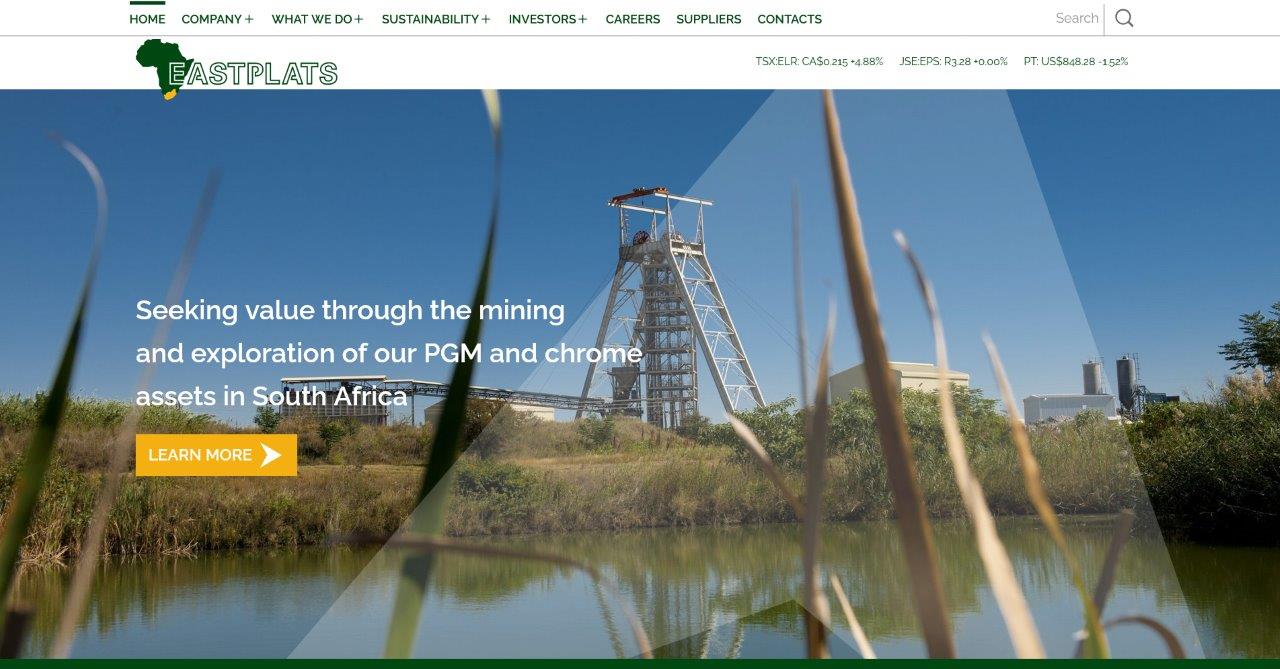 HOME COMPANY + WHAT WE DO + SUSTAINABILITY + INVESTORS + CAREERS SUPPLIERS CONTACTS Search
EASTPLATS
TSX:ELR: CA$0.215 +4.88% JSE:EPS: R3.28 +0.00% PT: US$848.28 -1.52%
Seeking value through the mining
and exploration of our PGM and chrome
assets in South Africa
LEARN MORE